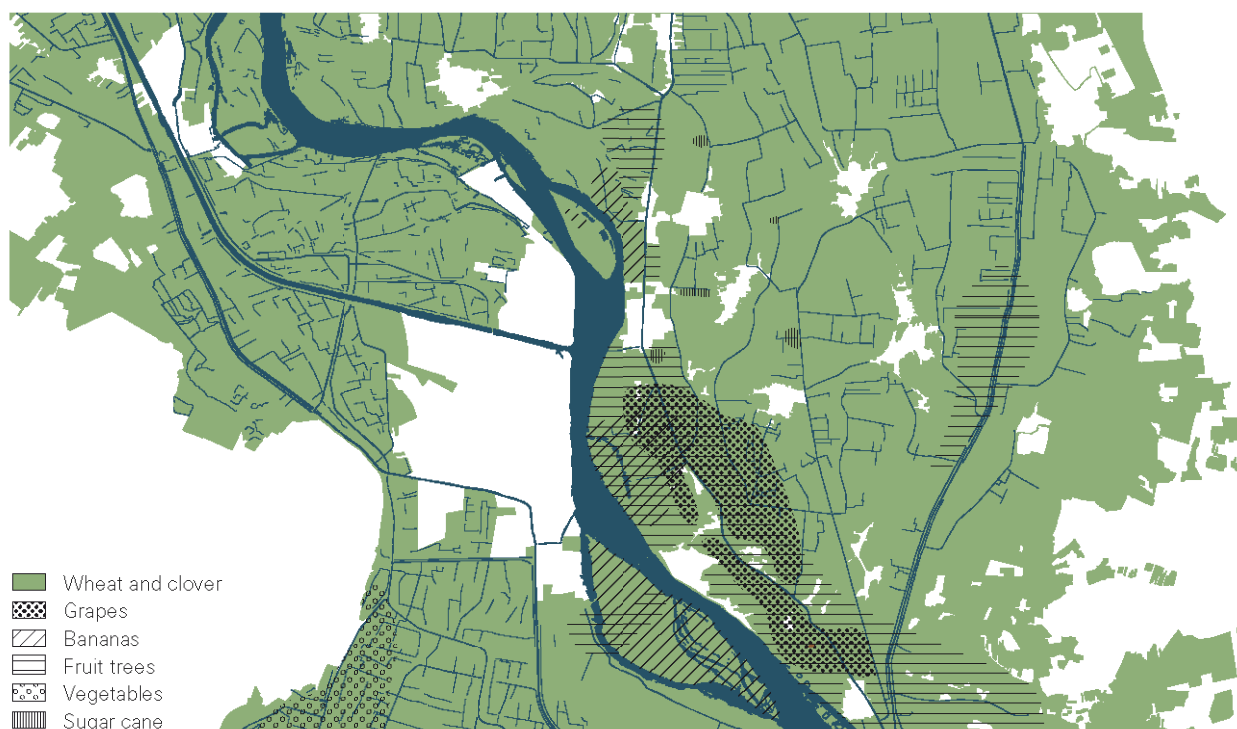 Wheat and clover
Grapes
Bananas
Fruit trees
Vegetables
Sugar cane